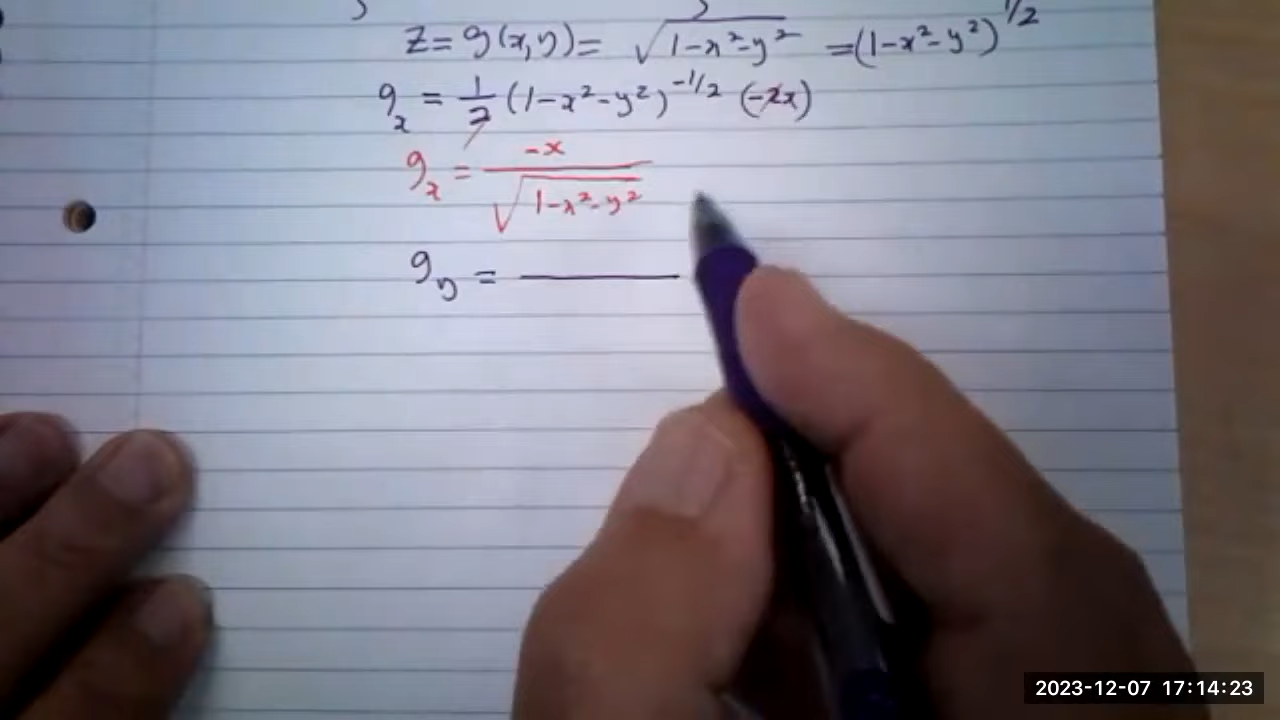 z = g(x,y) = √(1-x²-y²) = (1-x²-y²)^1/2
g_x = 1/2 (1-x²-y²)^-1/2 (-2x)
g_x = -x / √(1-x²-y²)
g_y =
2023-12-07 17:14:23